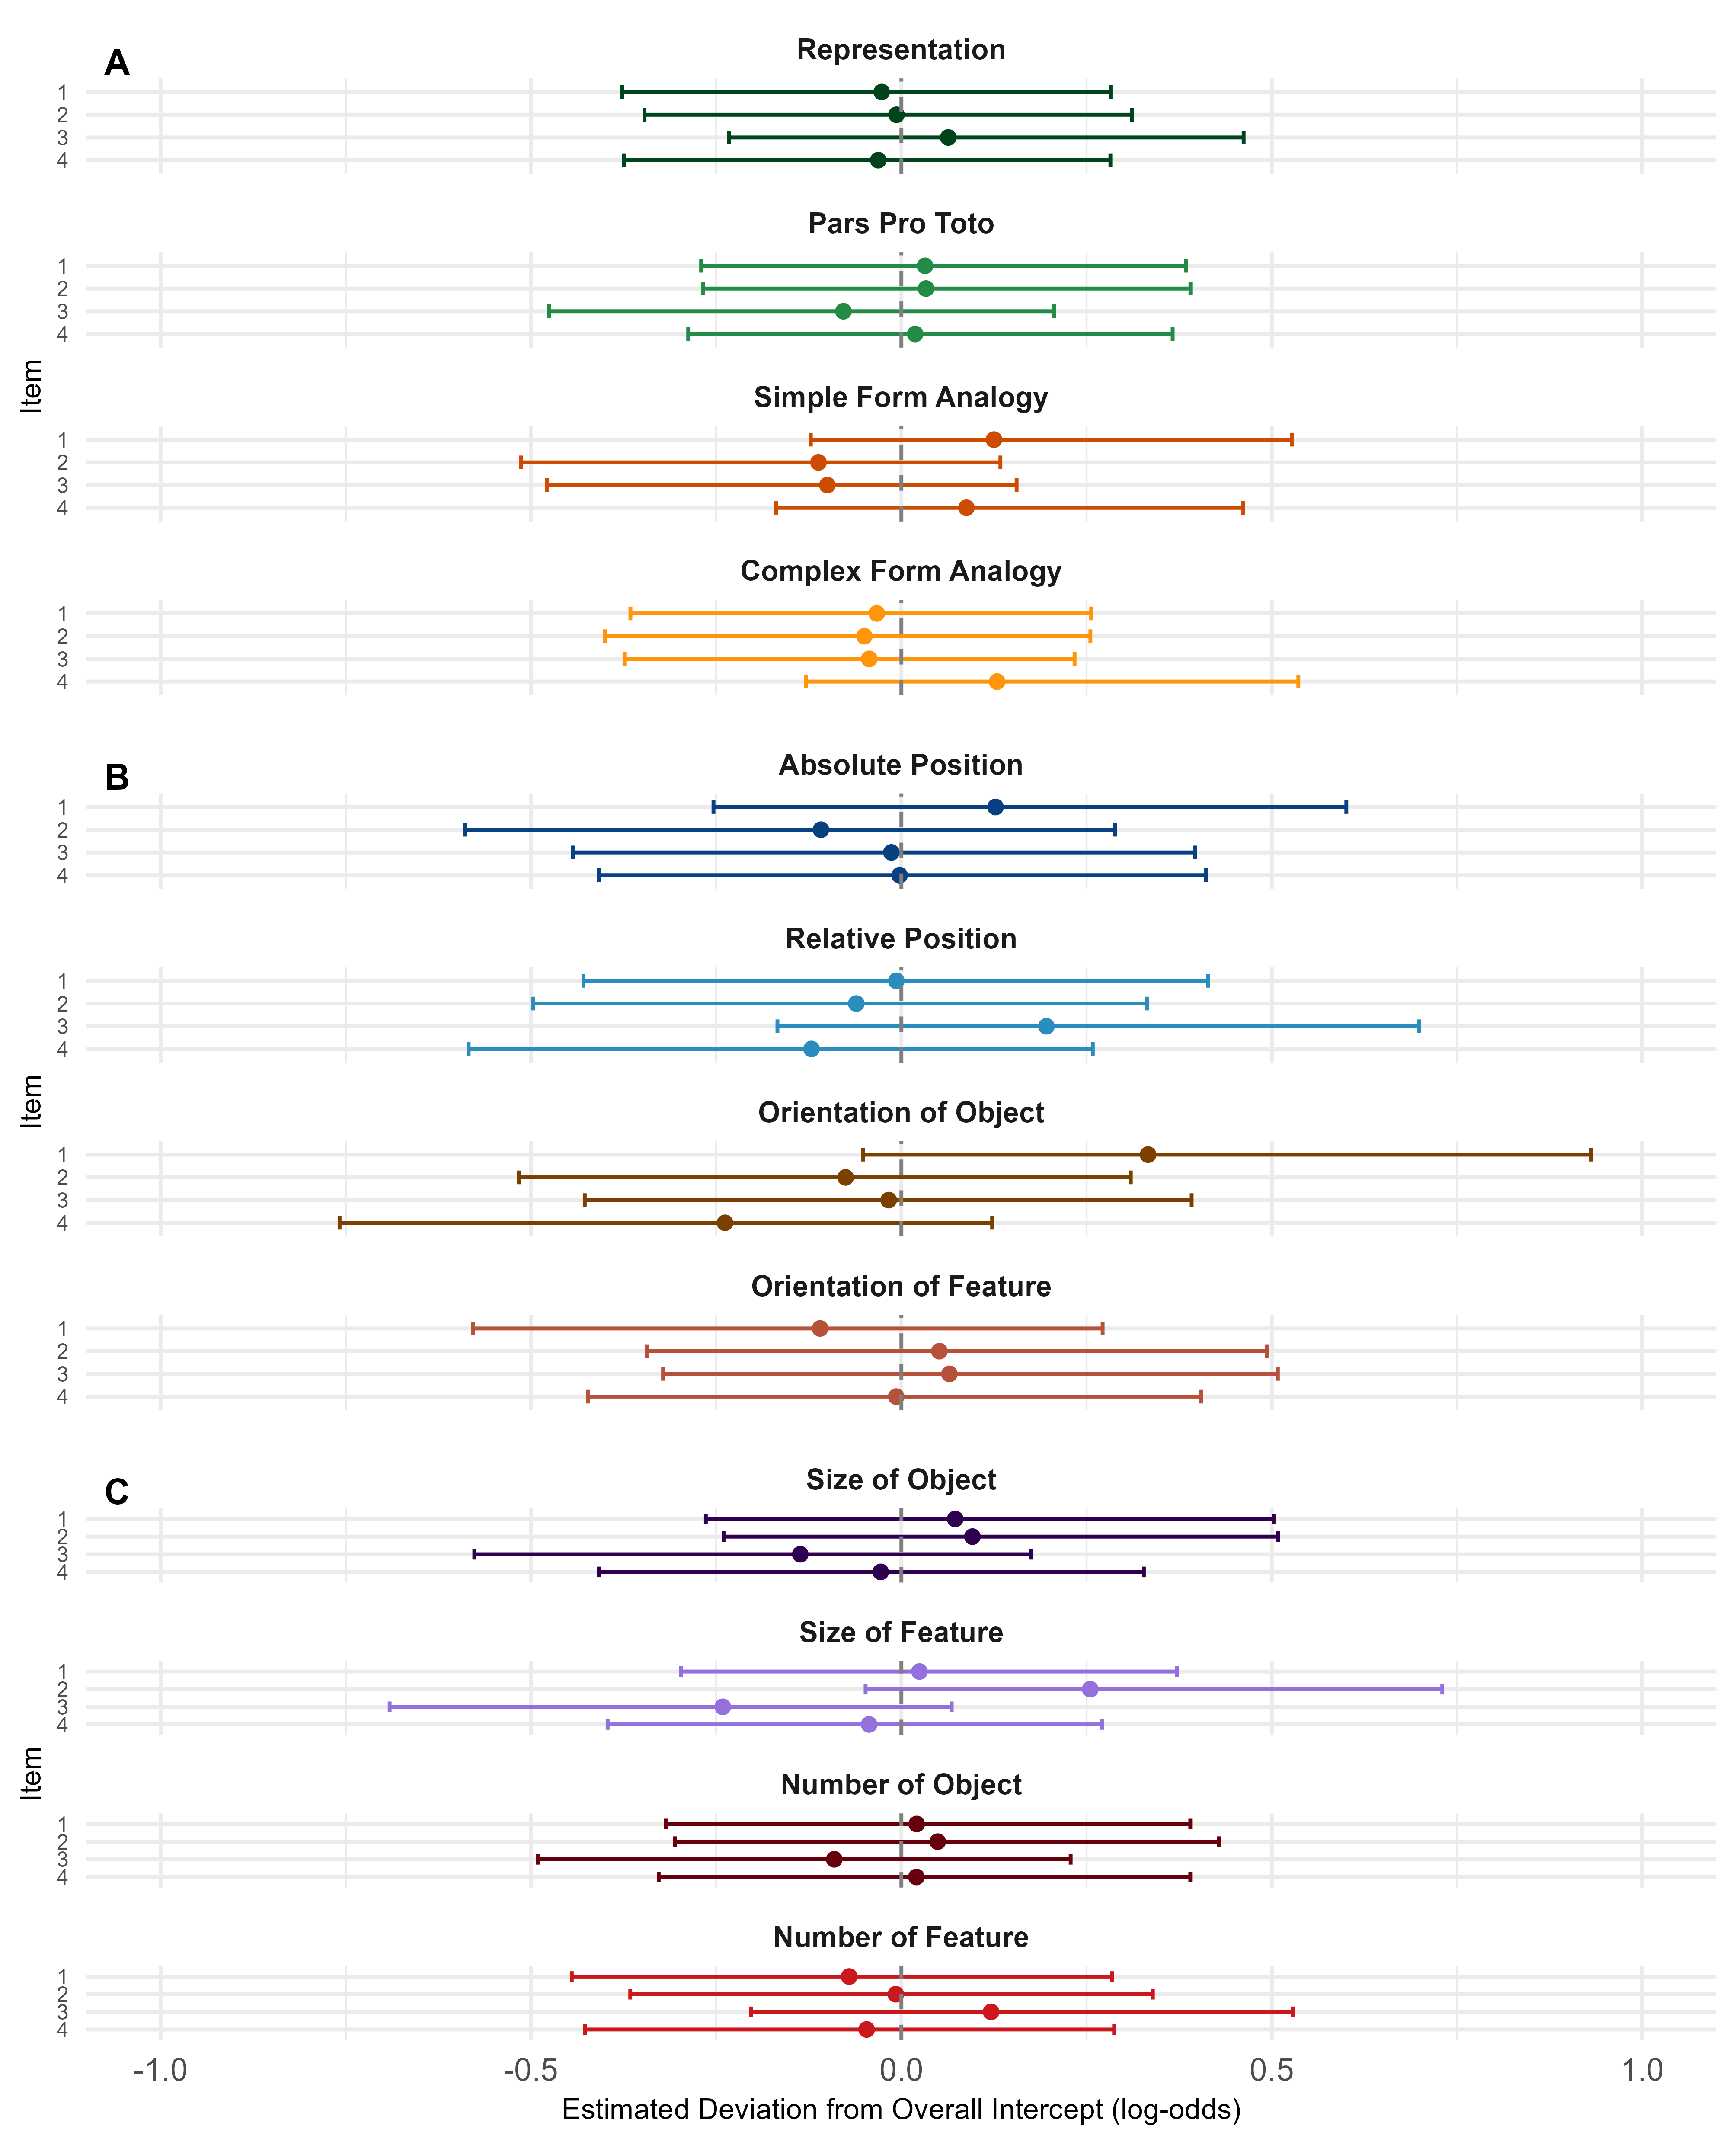 A
Representation
1
2
3
4
Pars Pro Toto
1
2
3
4
Item
Simple Form Analogy
1
2
3
4
Complex Form Analogy
1
2
3
4
B
Absolute Position
1
2
3
4
Relative Position
1
2
3
4
Item
Orientation of Object
1
2
3
4
Orientation of Feature
1
2
3
4
C
Size of Object
1
2
3
4
Size of Feature
1
2
3
4
Item
Number of Object
1
2
3
4
Number of Feature
1
2
3
4
-1.0 -0.5 0.0 0.5 1.0
Estimated Deviation from Overall Intercept (log-odds)